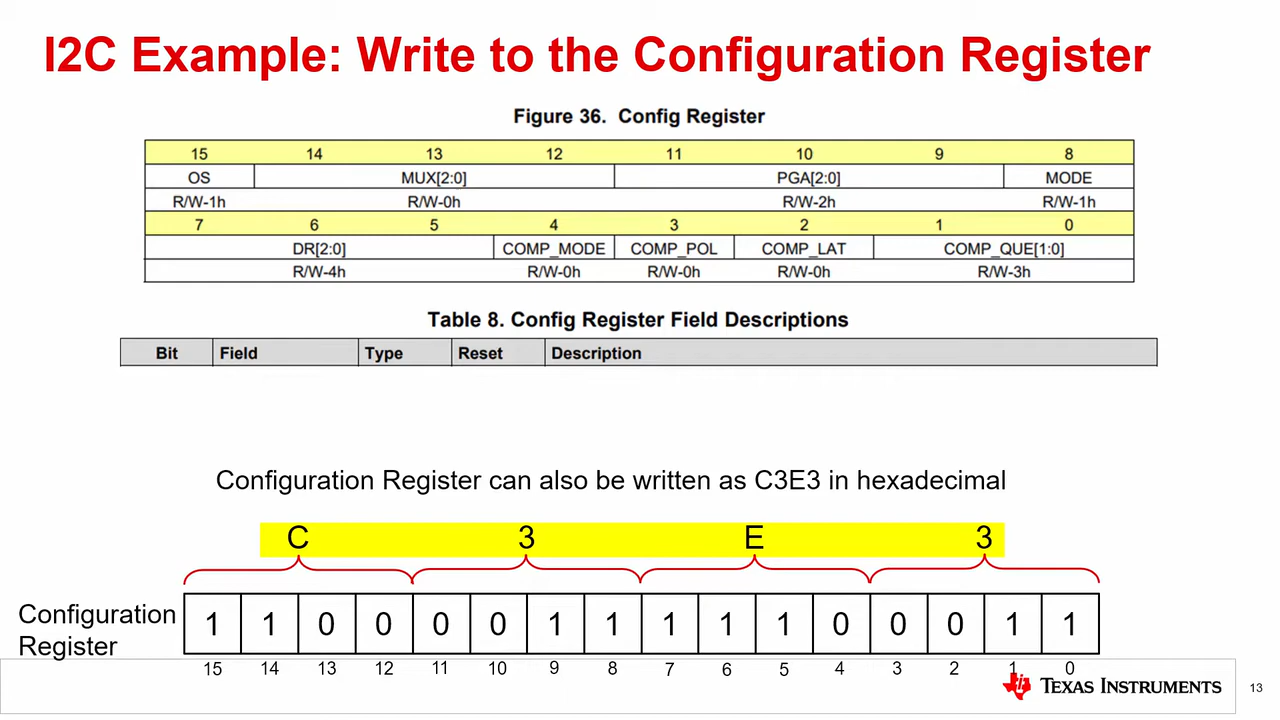 I2C Example: Write to the Configuration Register
Figure 36. Config Register
15 14 13 12 11 10 9 8
OS MUX[2:0] PGA[2:0] MODE
R/W-1h R/W-0h R/W-2h R/W-1h
7 6 5 4 3 2 1 0
DR[2:0] COMP_MODE COMP_POL COMP_LAT COMP_QUE[1:0]
R/W-4h R/W-0h R/W-0h R/W-0h R/W-3h
Table 8. Config Register Field Descriptions
Bit Field Type Reset Description
Configuration Register can also be written as C3E3 in hexadecimal
C 3 E 3
Configuration
Register
1 1 0 0 0 0 1 1 1 1 1 0 0 0 1 1
15 14 13 12 11 10 9 8 7 6 5 4 3 2 1 0
TEXAS INSTRUMENTS
13